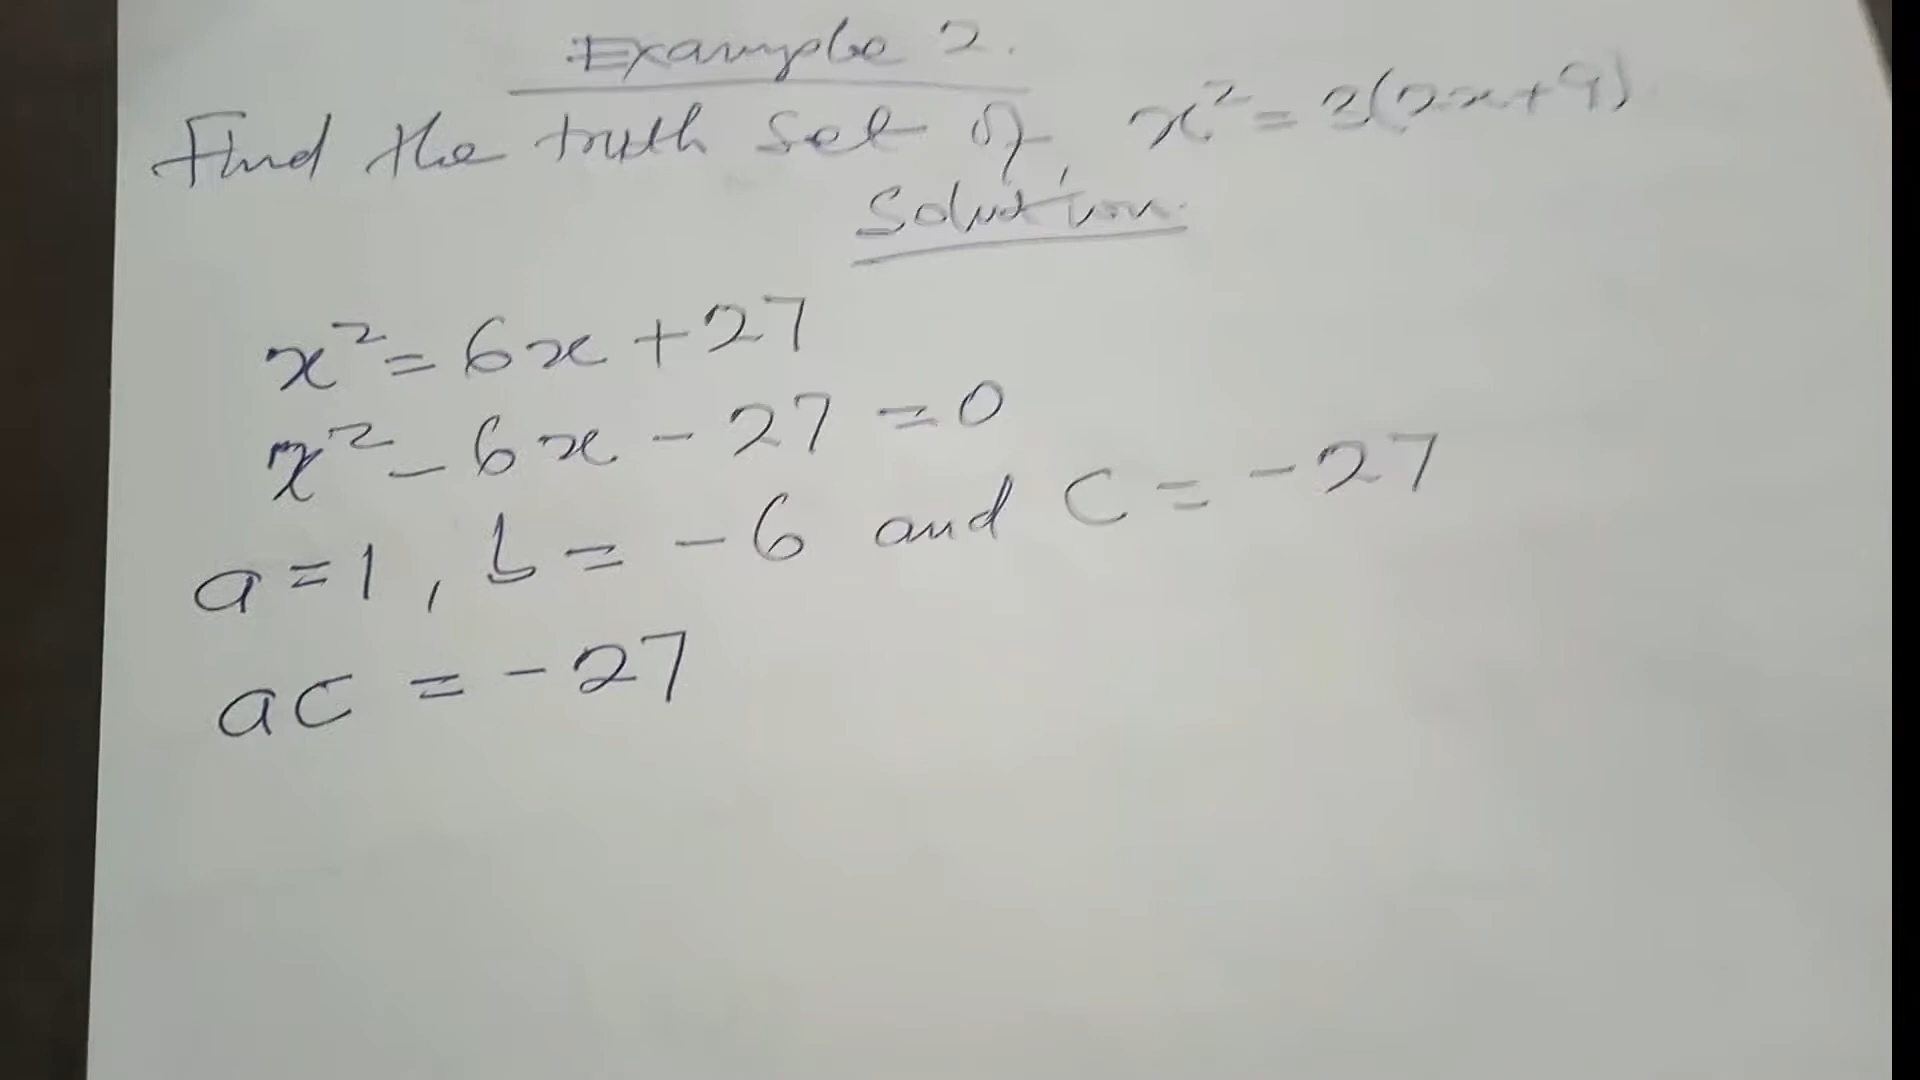 Example 2.
Find the truth set of, x² = 3(2x+9)
Solution
x² = 6x + 27
x² - 6x - 27 = 0
a = 1, b = -6 and c = -27
ac = -27